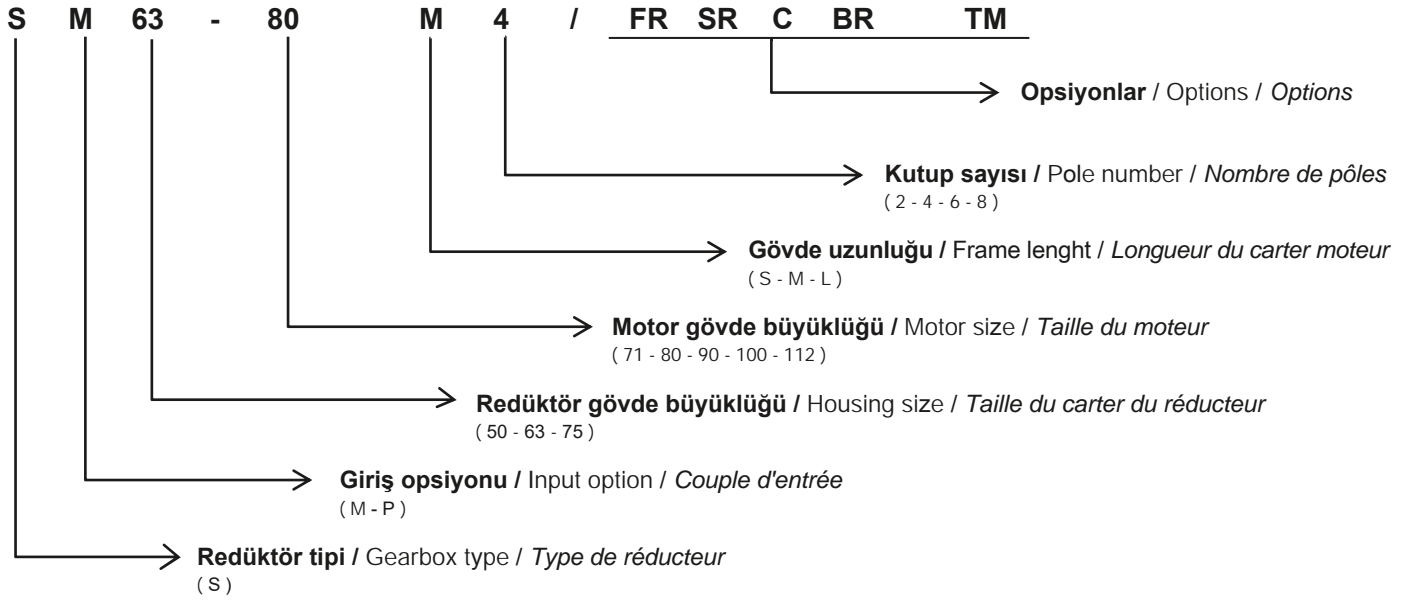 S M 63 - 80 M 4 / FR SR C BR TM
Opsiyonlar / Options / Options
Kutup sayısı / Pole number / Nombre de pôles
( 2 - 4 - 6 - 8 )
Gövde uzunluğu / Frame lenght / Longueur du carter moteur
( S - M - L )
Motor gövde büyüklüğü / Motor size / Taille du moteur
( 71 - 80 - 90 - 100 - 112 )
Redüktör gövde büyüklüğü / Housing size / Taille du carter du réducteur
( 50 - 63 - 75 )
Giriş opsiyonu / Input option / Couple d'entrée
( M - P )
Redüktör tipi / Gearbox type / Type de réducteur
( S )